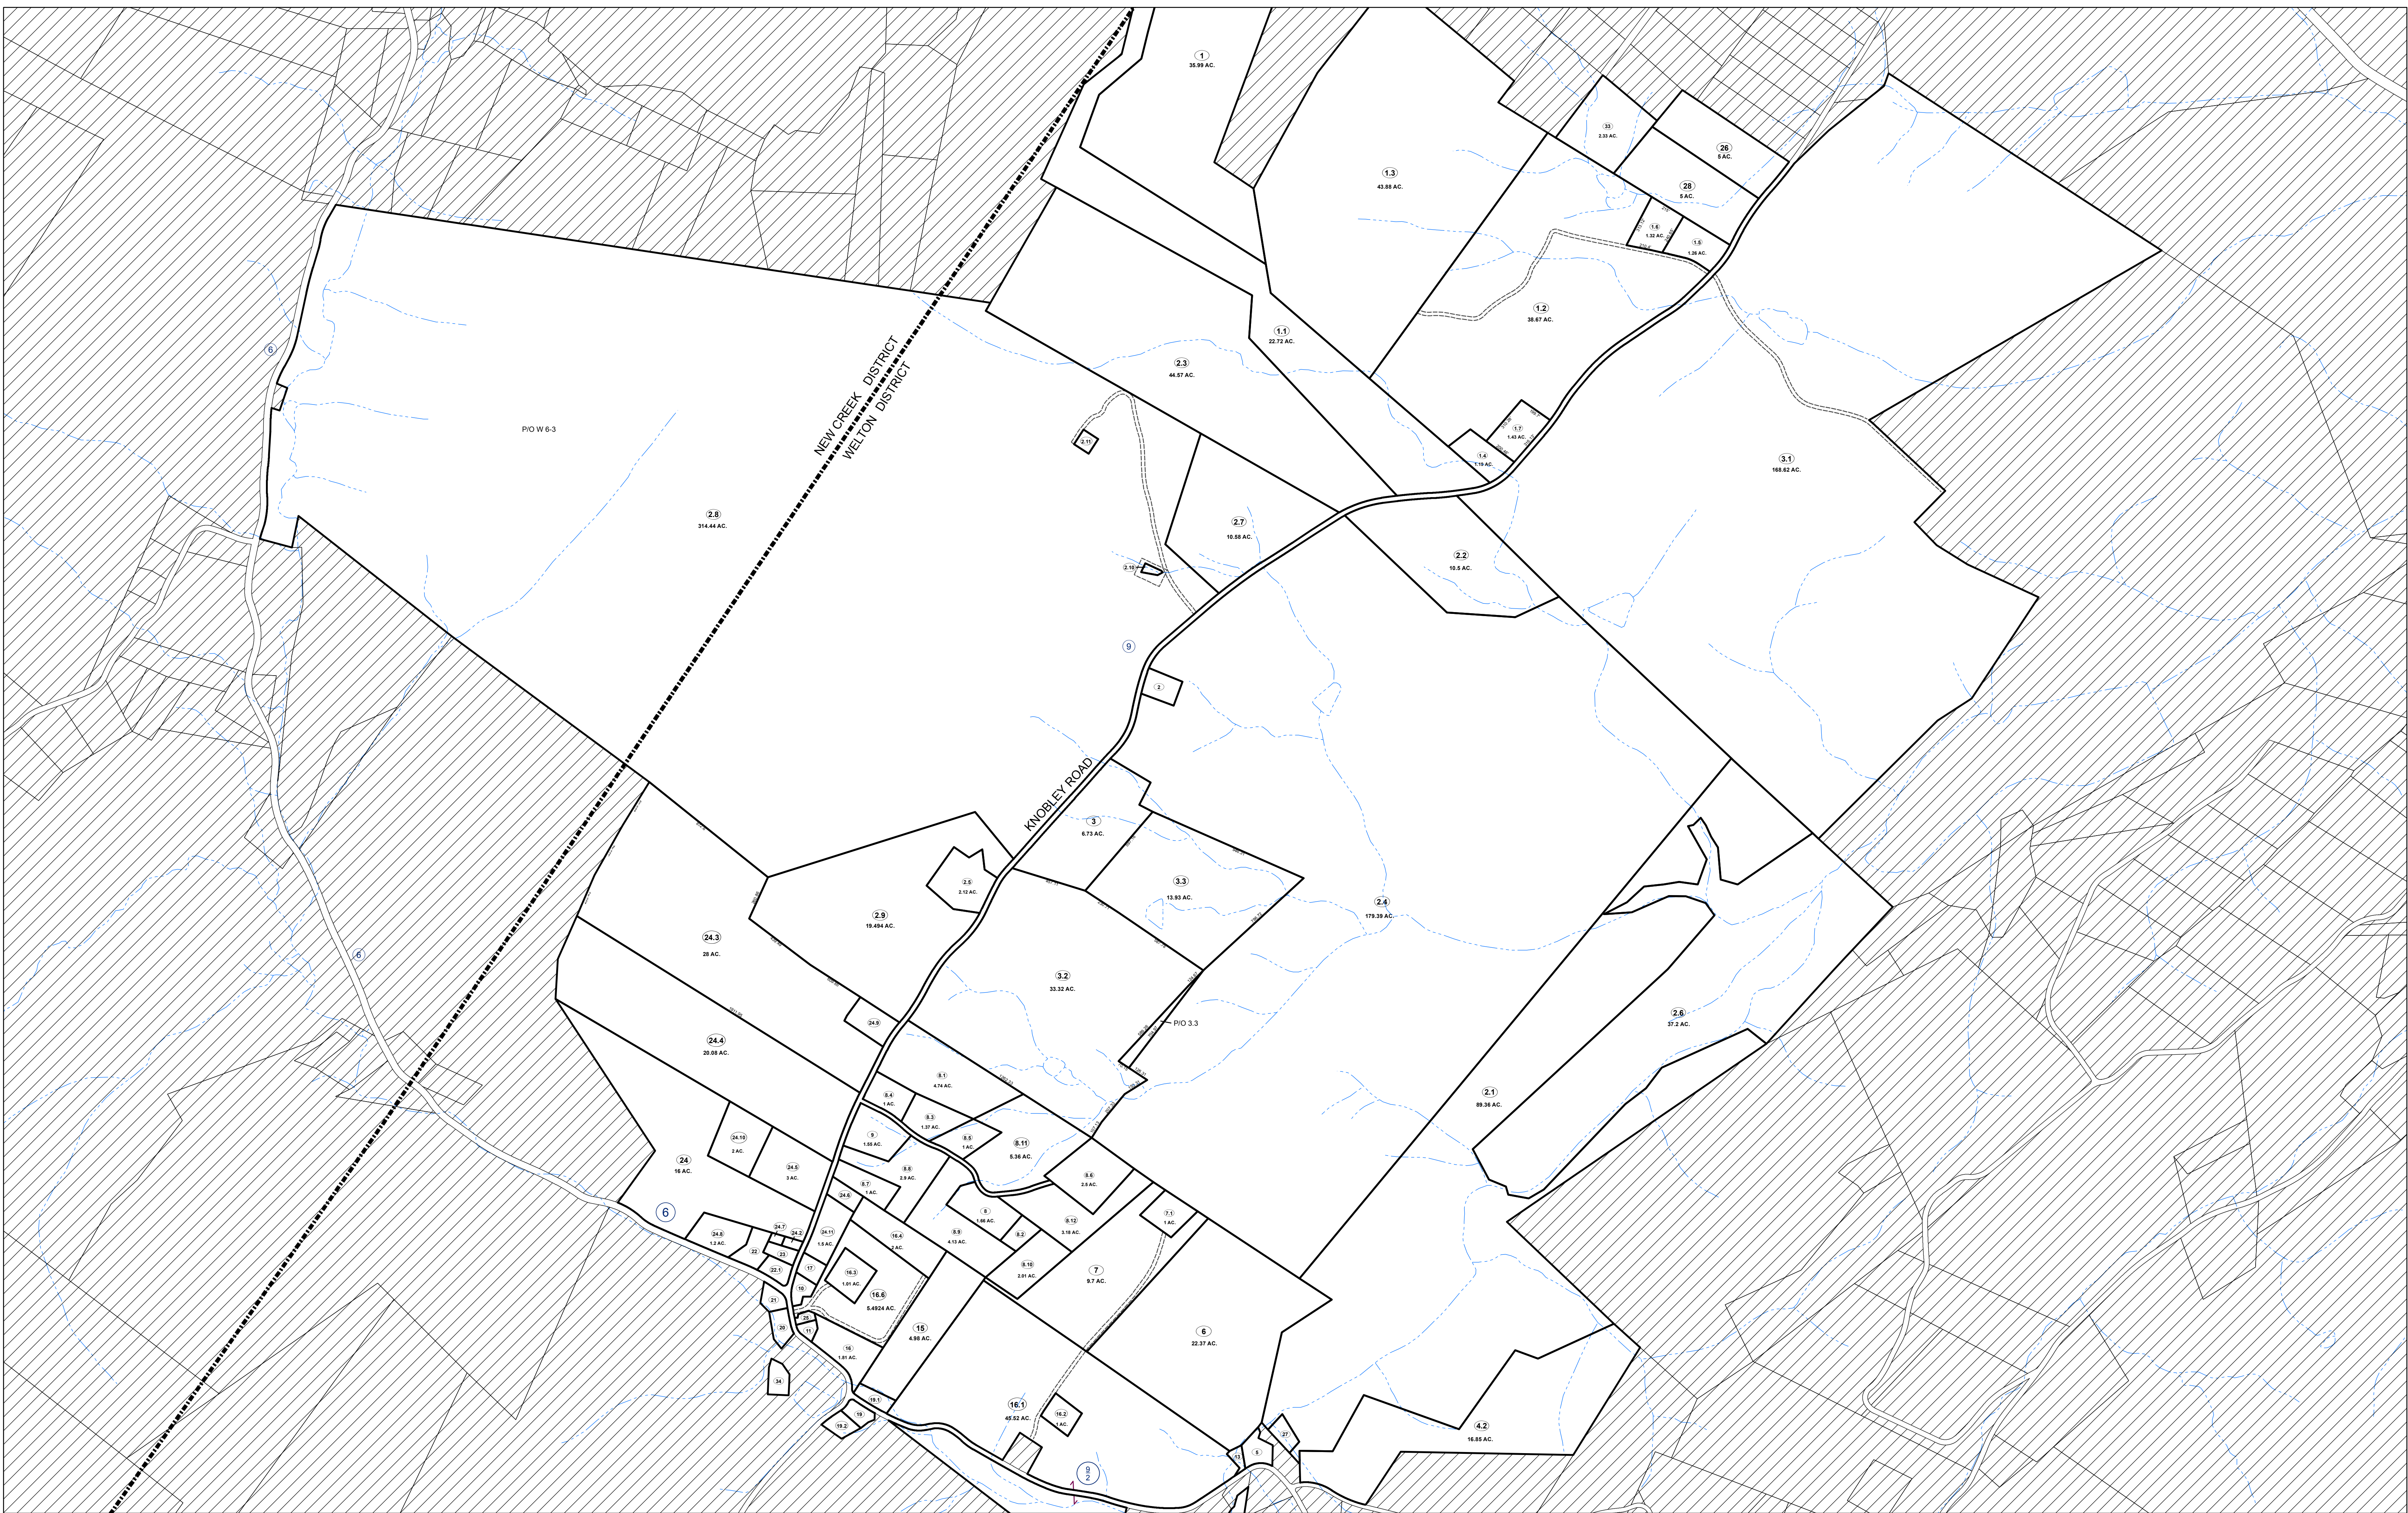 1
35.99 AC.
33
2.33 AC.
26
5 AC.
1.3
43.88 AC.
28
5 AC.
1.6
1.32 AC.
1.5
1.26 AC.
1.2
38.67 AC.
1.1
22.72 AC.
6
2.3
44.57 AC.
NEW CREEK DISTRICT
WELTON DISTRICT
P/O W 6-3
2.11
1.7
1.43 AC.
1.4
1.19 AC.
3.1
168.62 AC.
2.8
314.44 AC.
2.7
10.58 AC.
2.2
10.5 AC.
2.10
9
2
KNOBLEY ROAD
3
6.73 AC.
2.5
2.12 AC.
3.3
13.93 AC.
2.4
179.39 AC.
2.9
19.494 AC.
24.3
28 AC.
6
3.2
33.32 AC.
2.6
37.2 AC.
24.9
P/O 3.3
24.4
20.08 AC.
8.1
4.74 AC.
8.4
1 AC.
2.1
89.36 AC.
8.3
1.37 AC.
9
1.55 AC.
8.5
1 AC.
8.11
5.36 AC.
24.10
2 AC.
24
16 AC.
24.5
3 AC.
8.8
2.9 AC.
8.6
2.5 AC.
8.7
1 AC.
24.6
6
8
1.66 AC.
7.1
1 AC.
8.12
3.18 AC.
24.7
24.2
24.8
1.2 AC.
24.11
1.5 AC.
16.4
2 AC.
8.9
4.13 AC.
8.2
22
23
8.10
2.01 AC.
7
9.7 AC.
22.1
17
16.3
1.01 AC.
10
16.6
5.4924 AC.
21
25
20
11
15
4.98 AC.
6
22.37 AC.
16
1.01 AC.
34
19.1
16.1
45.52 AC.
16.2
1 AC.
19
19.2
4.2
16.85 AC.
27
5
13
9
2